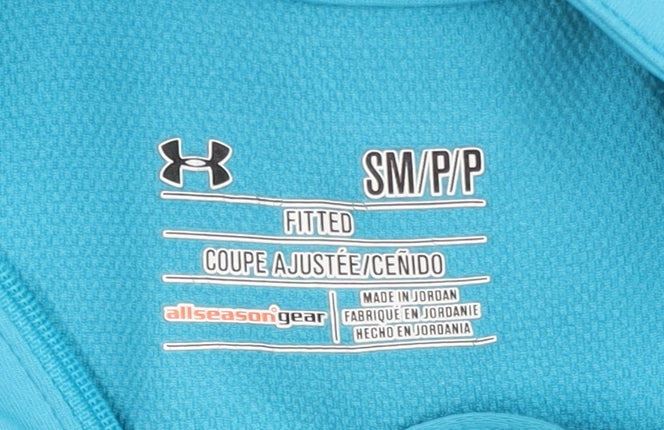 SM/P/P
FITTED
COUPE AJUSTÉE/CEÑIDO
allseasongear
MADE IN JORDAN
FABRIQUÉ EN JORDANIE
HECHO EN JORDANIA